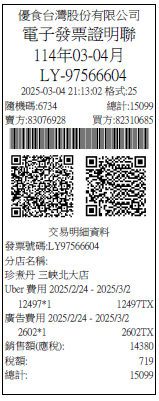 優食台灣股份有限公司
電子發票證明聯
114年03-04月
LY-97566604
2025-03-04 21:13:02 格式:25
隨機碼:6734 總計:15099
賣方:83076928 買方:82310685
交易明細資料
發票號碼:LY97566604
分店名稱:
珍煮丹 三峽北大店
Uber 費用 2025/2/24 - 2025/3/2
12497*1 12497TX
廣告費用 2025/2/24 - 2025/3/2
2602*1 2602TX
銷售額(應稅): 14380
稅額: 719
總計: 15099